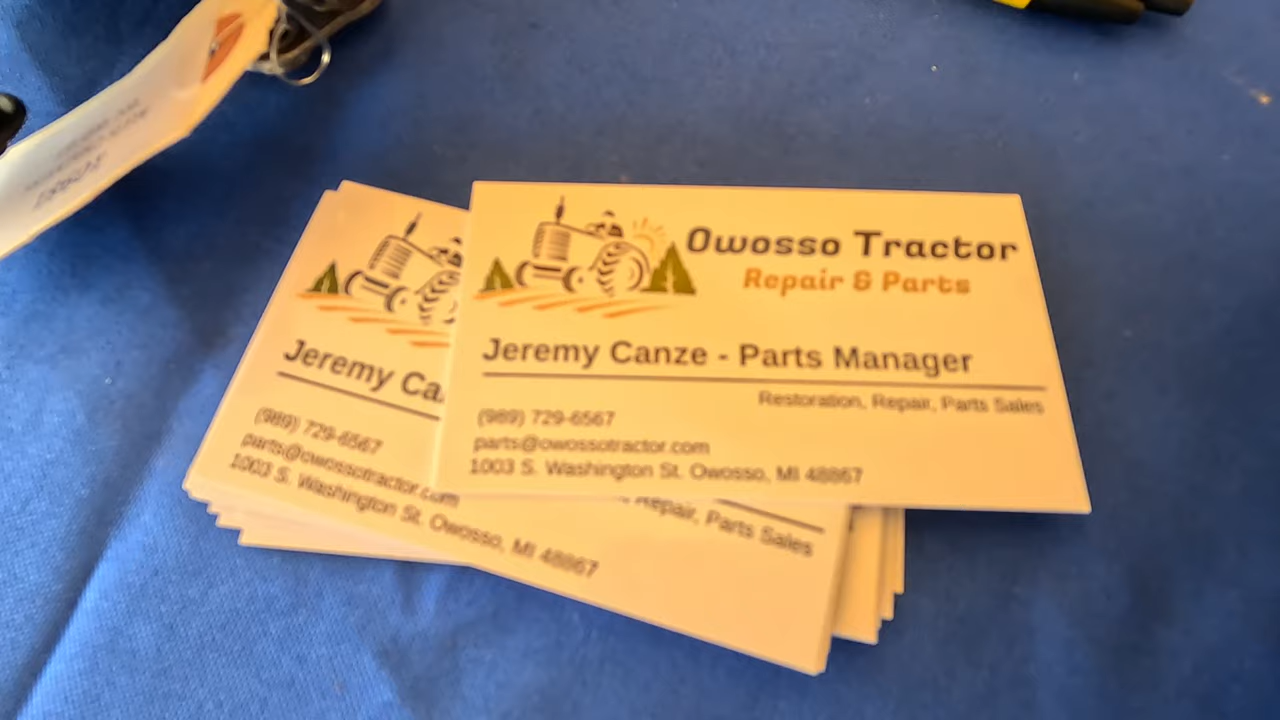 Owosso Tractor
Repair & Parts
Jeremy Canze - Parts Manager
Restoration, Repair, Parts Sales
(989) 729-6567
parts@owossotractor.com
1003 S. Washington St. Owosso, MI 48867
Jeremy Ca
(989) 729-6567
parts@owossotractor.com
1003 S. Washington St. Owosso, MI 48867
Repair, Parts Sales